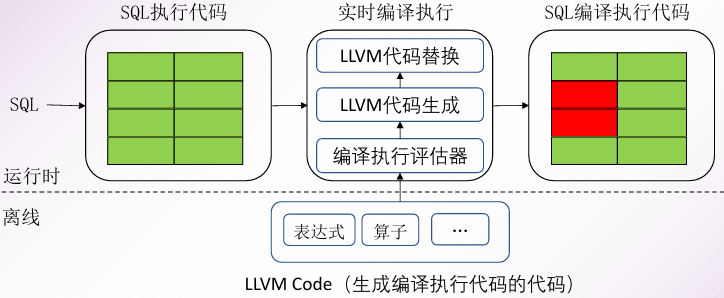 SQL执行代码
实时编译执行
SQL编译执行代码
SQL
LLVM代码替换
LLVM代码生成
编译执行评估器
运行时
离线
表达式
算子
...
LLVM Code（生成编译执行代码的代码）